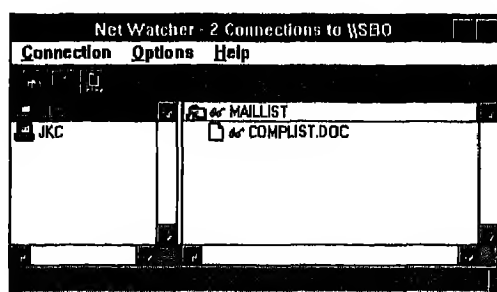 Net Watcher - 2 Connections to \\SBO
Connection Options Help
MAILLIST
JKC
COMPLIST.DOC